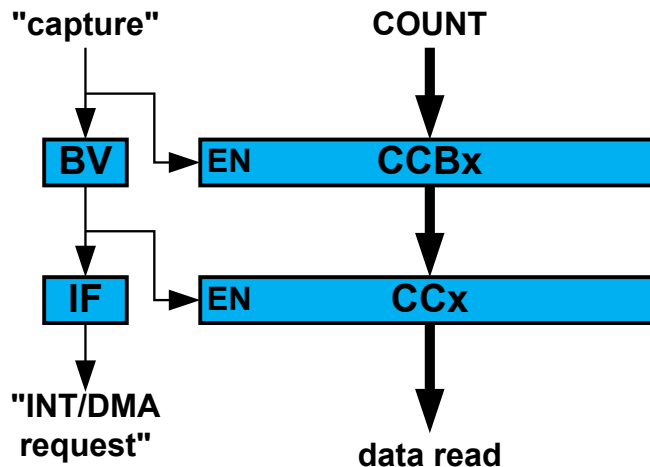 "capture" COUNT
BV EN CCBx
IF EN CCx
"INT/DMA
request"
data read